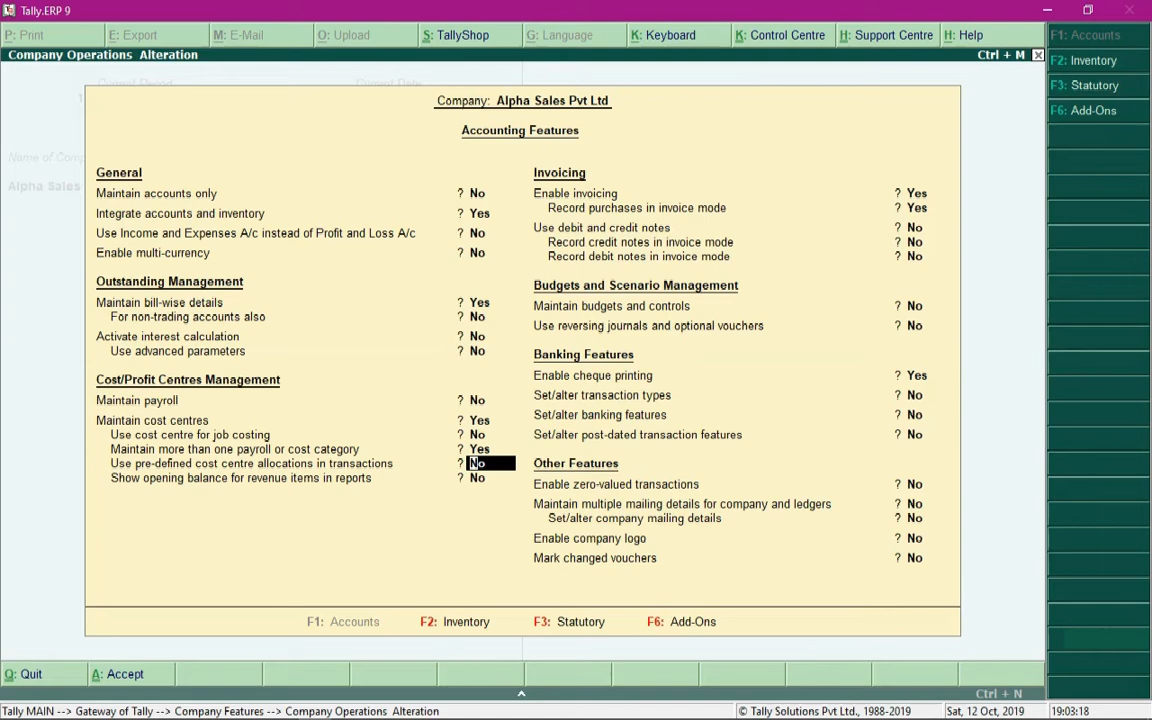 Tally.ERP 9
P: Print E: Export M: E-Mail O: Upload S: TallyShop G: Language K: Keyboard K: Control Centre H: Support Centre H: Help
Company Operations Alteration Ctrl + M
F1: Accounts
F2: Inventory
F3: Statutory
F6: Add-Ons
Current Period Current Date
Name of Comp
Alpha Sales
Company: Alpha Sales Pvt Ltd
Accounting Features
General
Maintain accounts only ? No
Integrate accounts and inventory ? Yes
Use Income and Expenses A/c instead of Profit and Loss A/c ? No
Enable multi-currency ? No
Outstanding Management
Maintain bill-wise details ? Yes
For non-trading accounts also ? No
Activate interest calculation ? No
Use advanced parameters ? No
Cost/Profit Centres Management
Maintain payroll ? No
Maintain cost centres ? Yes
Use cost centre for job costing ? No
Maintain more than one payroll or cost category ? Yes
Use pre-defined cost centre allocations in transactions ? No
Show opening balance for revenue items in reports ? No
Invoicing
Enable invoicing ? Yes
Record purchases in invoice mode ? Yes
Use debit and credit notes ? No
Record credit notes in invoice mode ? No
Record debit notes in invoice mode ? No
Budgets and Scenario Management
Maintain budgets and controls ? No
Use reversing journals and optional vouchers ? No
Banking Features
Enable cheque printing ? Yes
Set/alter transaction types ? No
Set/alter banking features ? No
Set/alter post-dated transaction features ? No
Other Features
Enable zero-valued transactions ? No
Maintain multiple mailing details for company and ledgers ? No
Set/alter company mailing details ? No
Enable company logo ? No
Mark changed vouchers ? No
F1: Accounts F2: Inventory F3: Statutory F6: Add-Ons
Q: Quit A: Accept
Ctrl + N
Tally MAIN --> Gateway of Tally --> Company Features --> Company Operations Alteration © Tally Solutions Pvt Ltd., 1988-2019 Sat, 12 Oct, 2019 19:03:18